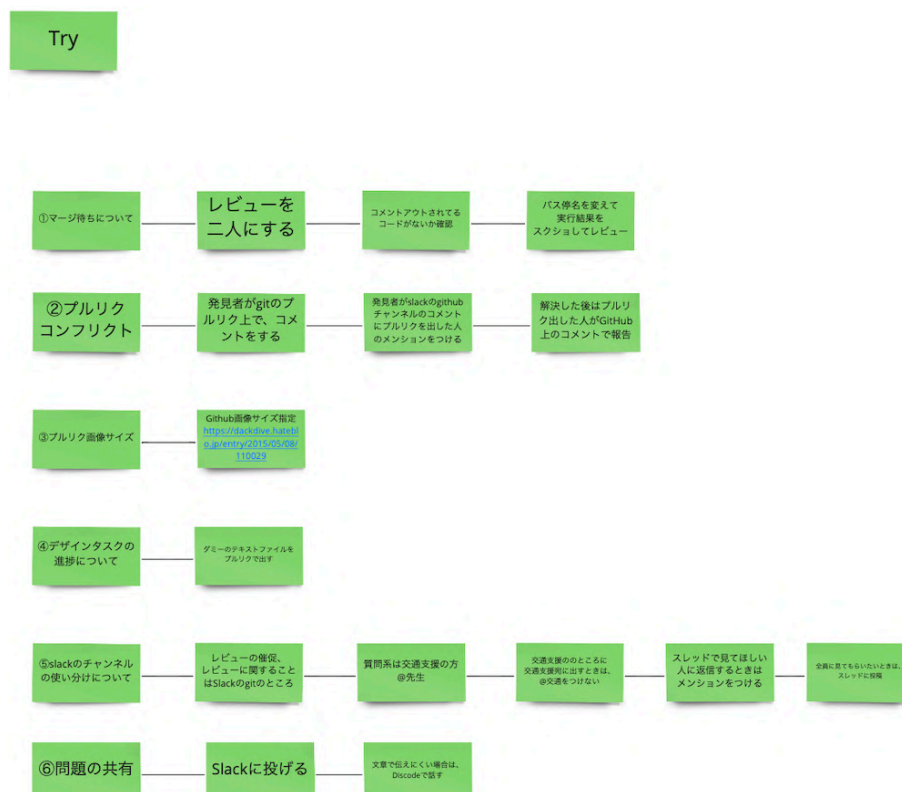 Try
①マージ待ちについて
レビューを
二人にする
コメントアウトされてる
コードがないか確認
バス停名を変えて
実行結果を
スクショしてレビュー
②プルリク
コンフリクト
発見者がgitのプ
ルリク上で、コメ
ントをする
発見者がslackのgithub
チャンネルのコメント
にプルリクを出した人
のメンションをつける
解決した後はプルリ
ク出した人がGitHub
上のコメントで報告
③プルリク画像サイズ
Github画像サイズ指定
https://dackdive.hatebl
o.jp/entry/2015/05/08/
110029
④デザインタスクの
進捗について
ダミーのテキストファイルを
プルリクで出す
⑤slackのチャンネル
の使い分けについて
レビューの催促、
レビューに関すること
はSlackのgitのところ
質問系は交通支援の方
@先生
交通支援ののところに
交通支援宛に出すときは、
@交通をつけない
スレッドで見てほしい
人に返信するときは
メンションをつける
全員に見てもらいたいときは、
スレッドに投稿
⑥問題の共有
Slackに投げる
文章で伝えにくい場合は、
Discodeで話す